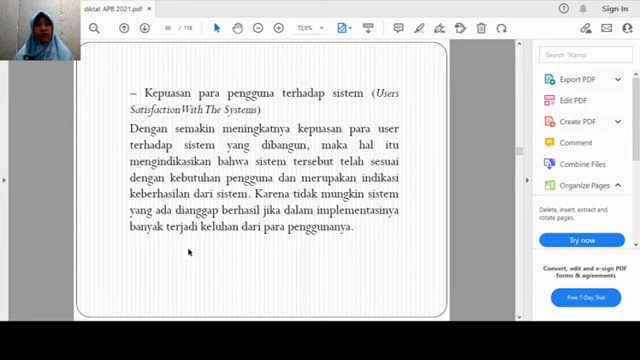 diktat APB 2021.pdf ×
46 / 118
72,8%
– Kepuasan para pengguna terhadap sistem (Users
Satisfaction With The Systems)
Dengan semakin meningkatnya kepuasan para user
terhadap sistem yang dibangun, maka hal itu
mengindikasikan bahwa sistem tersebut telah sesuai
dengan kebutuhan pengguna dan merupakan indikasi
keberhasilan dari sistem. Karena tidak mungkin sistem
yang ada dianggap berhasil jika dalam implementasinya
banyak terjadi keluhan dari para penggunanya.
Sign In
Search 'Stamp'
Export PDF
Edit PDF
Create PDF
Comment
Combine Files
Organize Pages
Delete, insert, extract and
rotate pages.
Try now
Convert, edit and e-sign PDF
forms & agreements
Free 7-Day Trial